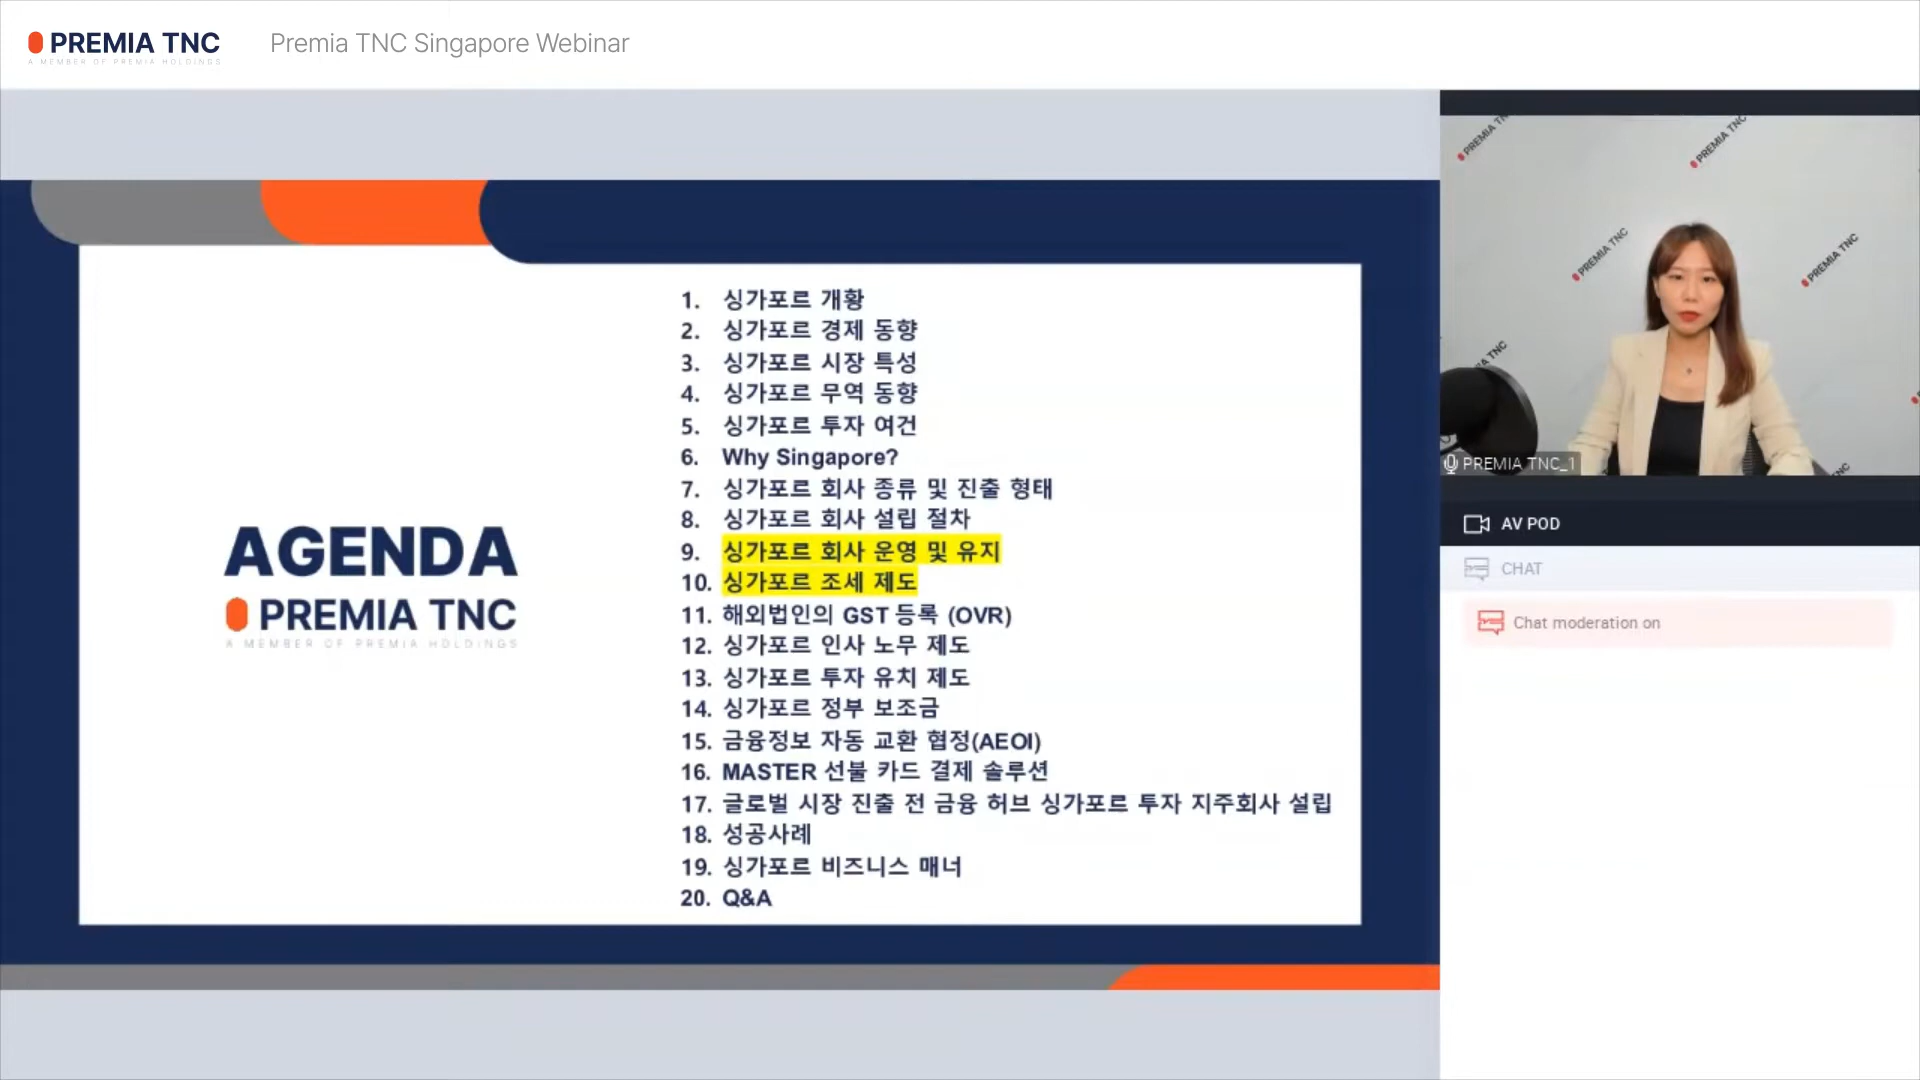 PREMIA TNC
A MEMBER OF PREMIA HOLDINGS
Premia TNC Singapore Webinar
AGENDA
PREMIA TNC
A MEMBER OF PREMIA HOLDINGS
1. 싱가포르 개황
2. 싱가포르 경제 동향
3. 싱가포르 시장 특성
4. 싱가포르 무역 동향
5. 싱가포르 투자 여건
6. Why Singapore?
7. 싱가포르 회사 종류 및 진출 형태
8. 싱가포르 회사 설립 절차
9. 싱가포르 회사 운영 및 유지
10. 싱가포르 조세 제도
11. 해외법인의 GST 등록 (OVR)
12. 싱가포르 인사 노무 제도
13. 싱가포르 투자 유치 제도
14. 싱가포르 정부 보조금
15. 금융정보 자동 교환 협정(AEOI)
16. MASTER 선불 카드 결제 솔루션
17. 글로벌 시장 진출 전 금융 허브 싱가포르 투자 지주회사 설립
18. 성공사례
19. 싱가포르 비즈니스 매너
20. Q&A
PREMIA TN
PREMIA TNC
PREMIA TNC
PREMIA TNC
A TNC
NC
PREMIA TNC_1
AV POD
CHAT
Chat moderation on